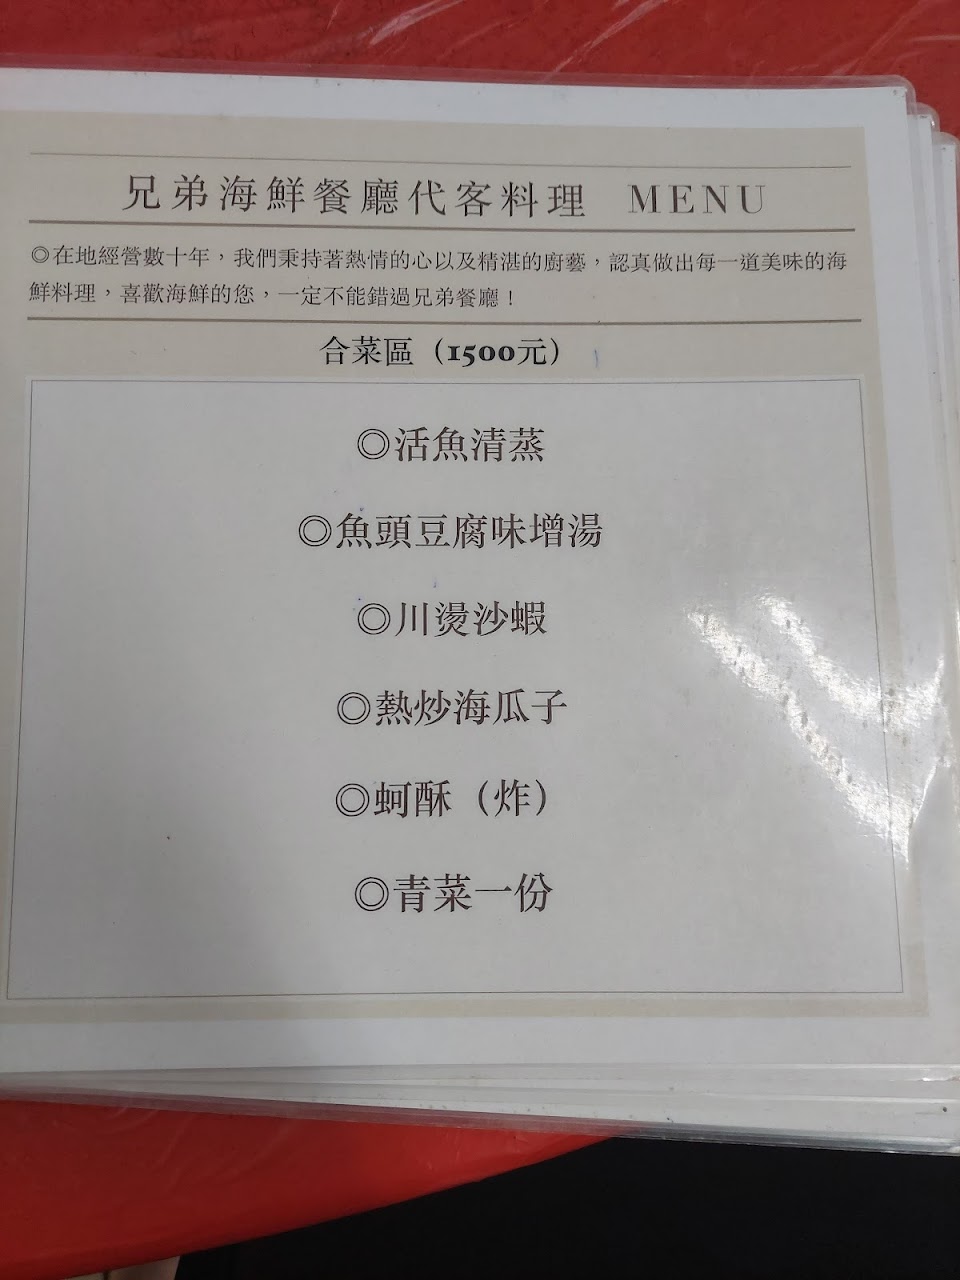 兄弟海鮮餐廳代客料理 MENU
◎在地經營數十年，我們秉持著熱情的心以及精湛的廚藝，認真做出每一道美味的海
鮮料理，喜歡海鮮的您，一定不能錯過兄弟餐廳！
合菜區（1500元）
◎活魚清蒸
◎魚頭豆腐味增湯
◎川燙沙蝦
◎熱炒海瓜子
◎蚵酥（炸）
◎青菜一份